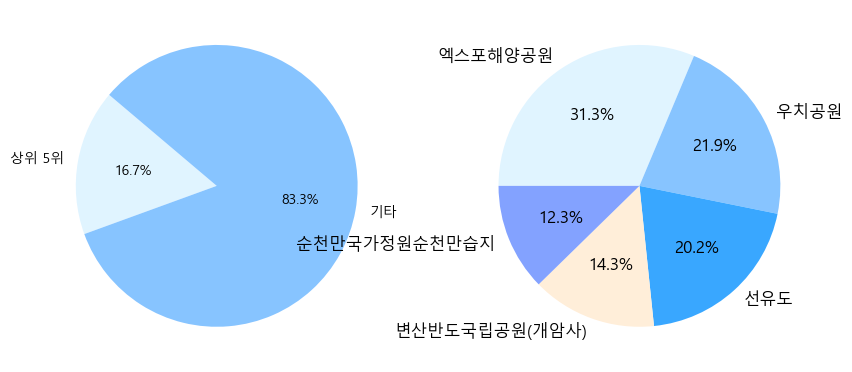 상위 5위
16.7%
83.3%
기타
엑스포해양공원
31.3%
우치공원
21.9%
순천만국가정원순천만습지
12.3%
20.2%
선유도
14.3%
변산반도국립공원(개암사)